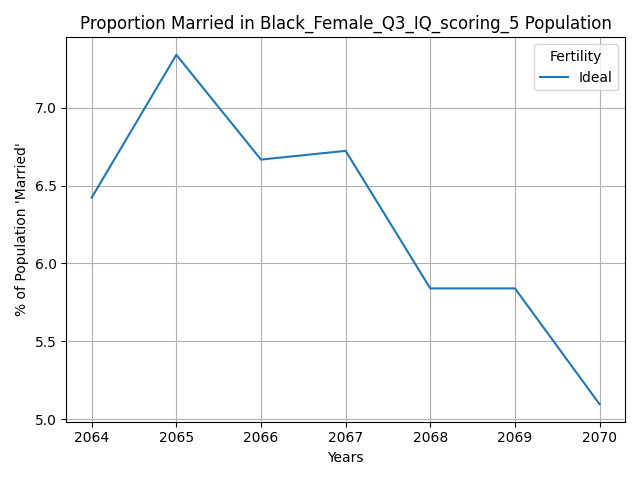 Proportion Married in Black_Female_Q3_IQ_scoring_5 Population
Fertility
Ideal
% of Population 'Married'
7.0
6.5
6.0
5.5
5.0
2064 2065 2066 2067 2068 2069 2070
Years